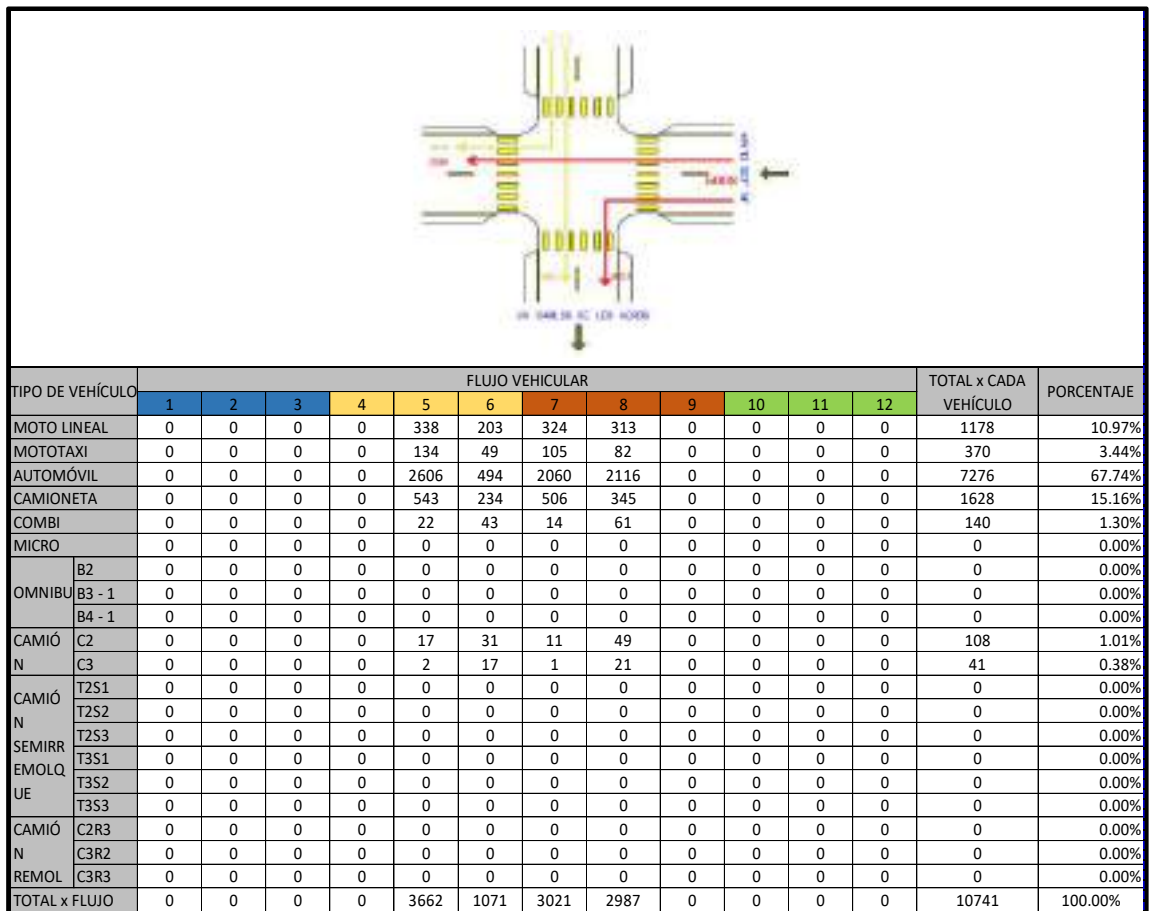 TIPO DE VEHÍCULO FLUJO VEHICULAR TOTAL x CADA VEHÍCULO PORCENTAJE
1 2 3 4 5 6 7 8 9 10 11 12
MOTO LINEAL 0 0 0 0 338 203 324 313 0 0 0 0 1178 10.97%
MOTOTAXI 0 0 0 0 134 49 105 82 0 0 0 0 370 3.44%
AUTOMÓVIL 0 0 0 0 2606 494 2060 2116 0 0 0 0 7276 67.74%
CAMIONETA 0 0 0 0 543 234 506 345 0 0 0 0 1628 15.16%
COMBI 0 0 0 0 22 43 14 61 0 0 0 0 140 1.30%
MICRO 0 0 0 0 0 0 0 0 0 0 0 0 0 0.00%
OMNIBU B2 0 0 0 0 0 0 0 0 0 0 0 0 0 0.00%
B3 - 1 0 0 0 0 0 0 0 0 0 0 0 0 0 0.00%
B4 - 1 0 0 0 0 0 0 0 0 0 0 0 0 0 0.00%
CAMIÓN C2 0 0 0 0 17 31 11 49 0 0 0 0 108 1.01%
C3 0 0 0 0 2 17 1 21 0 0 0 0 41 0.38%
CAMIÓN SEMIRREMOLQUE T2S1 0 0 0 0 0 0 0 0 0 0 0 0 0 0.00%
T2S2 0 0 0 0 0 0 0 0 0 0 0 0 0 0.00%
T2S3 0 0 0 0 0 0 0 0 0 0 0 0 0 0.00%
T3S1 0 0 0 0 0 0 0 0 0 0 0 0 0 0.00%
T3S2 0 0 0 0 0 0 0 0 0 0 0 0 0 0.00%
T3S3 0 0 0 0 0 0 0 0 0 0 0 0 0 0.00%
CAMIÓN REMOL C2R3 0 0 0 0 0 0 0 0 0 0 0 0 0 0.00%
C3R2 0 0 0 0 0 0 0 0 0 0 0 0 0 0.00%
C3R3 0 0 0 0 0 0 0 0 0 0 0 0 0 0.00%
TOTAL x FLUJO 0 0 0 0 3662 1071 3021 2987 0 0 0 0 10741 100.00%